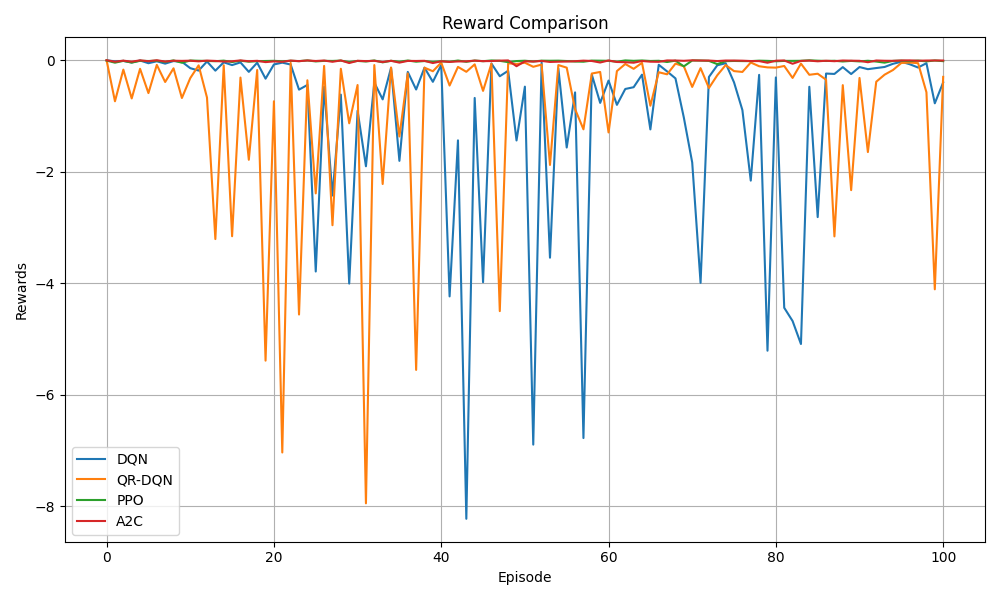 Reward Comparison
0
−2
−4
−6
−8
Rewards
DQN
QR-DQN
PPO
A2C
0 20 40 60 80 100
Episode